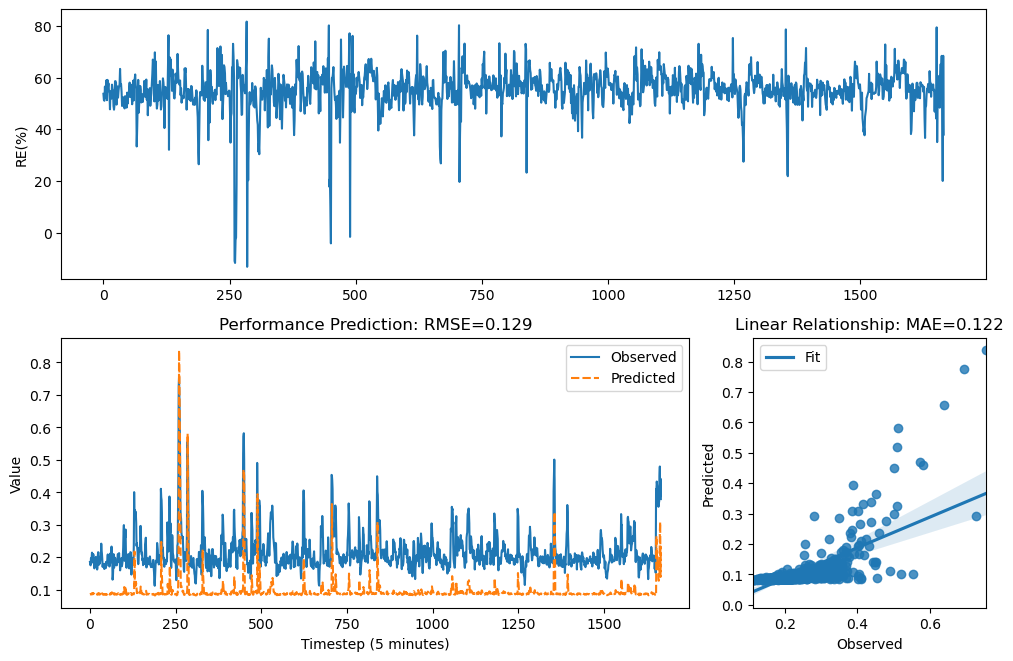 80
60
40
20
0
RE(%)
0 250 500 750 1000 1250 1500
Performance Prediction: RMSE=0.129
Linear Relationship: MAE=0.122
0.8
0.7
0.6
0.5
0.4
0.3
0.2
0.1
Value
Observed
Predicted
0 250 500 750 1000 1250 1500
Timestep (5 minutes)
Fit
0.8
0.7
0.6
0.5
0.4
0.3
0.2
0.1
0.0
Predicted
0.2 0.4 0.6
Observed